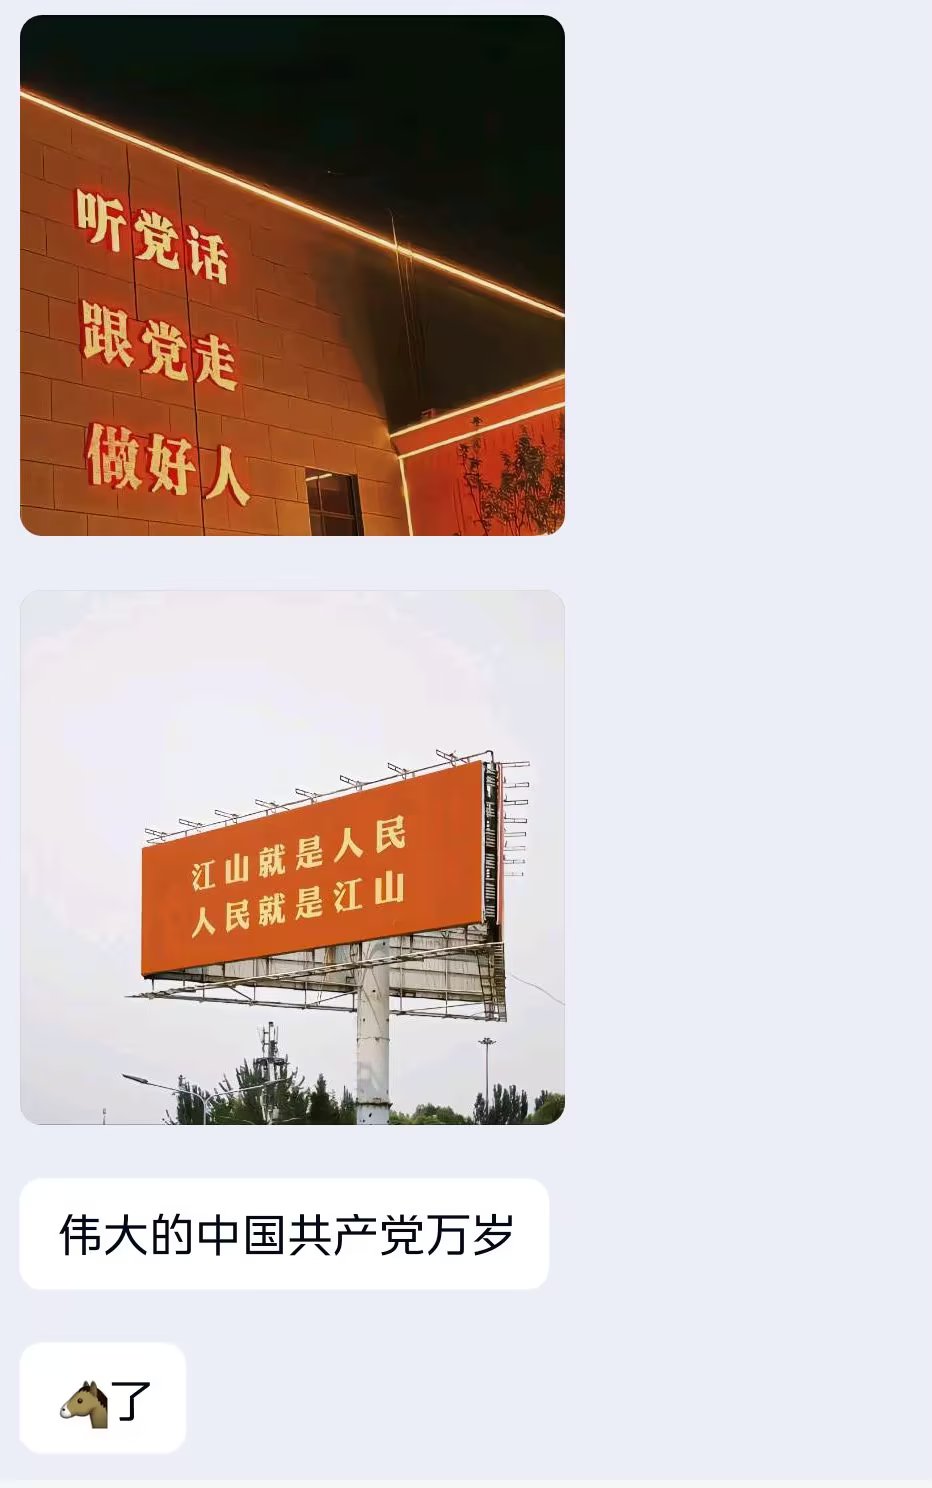 听党话
跟党走
做好人
江山就是人民
人民就是江山
伟大的中国共产党万岁
🐴了